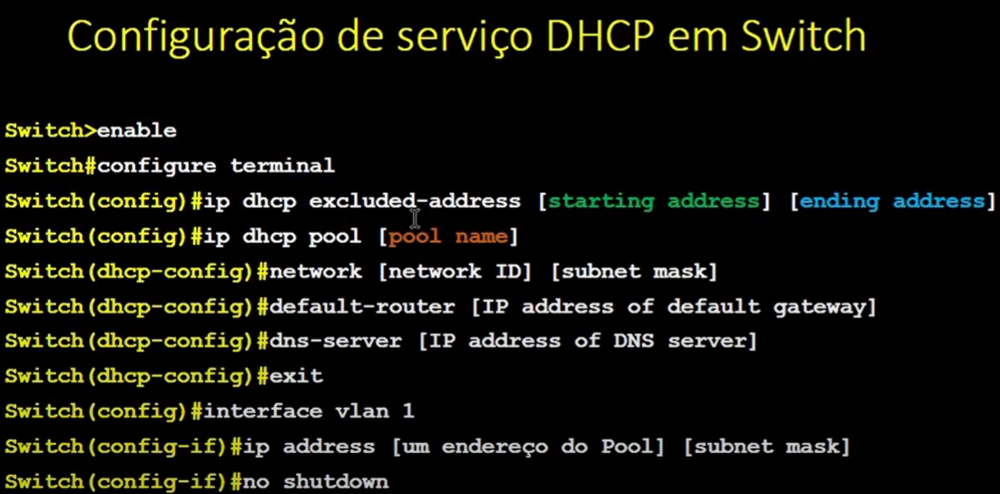 Configuração de serviço DHCP em Switch
Switch>enable
Switch#configure terminal
Switch(config)#ip dhcp excluded-address [starting address] [ending address]
Switch(config)#ip dhcp pool [pool name]
Switch(dhcp-config)#network [network ID] [subnet mask]
Switch(dhcp-config)#default-router [IP address of default gateway]
Switch(dhcp-config)#dns-server [IP address of DNS server]
Switch(dhcp-config)#exit
Switch(config)#interface vlan 1
Switch(config-if)#ip address [um endereço do Pool] [subnet mask]
Switch(config-if)#no shutdown